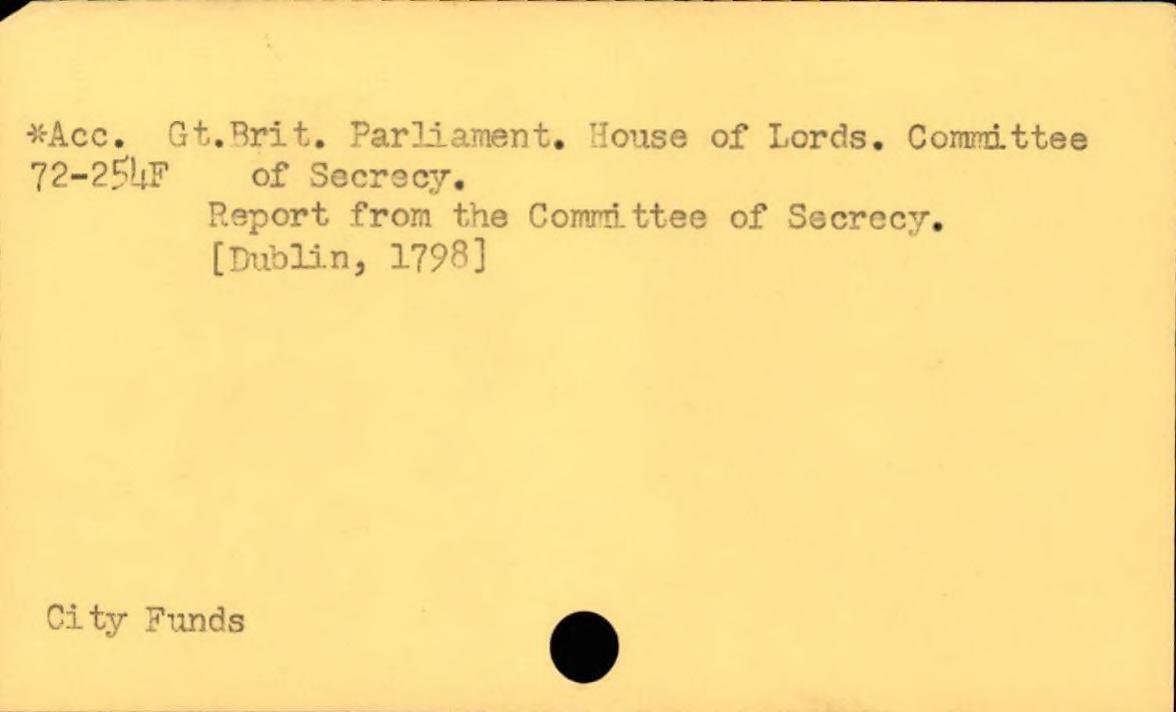 *Acc. Gt.Brit. Parliament. House of Lords. Committee
72-254F of Secrecy.
Report from the Committee of Secrecy.
[Dublin, 1798]
City Funds